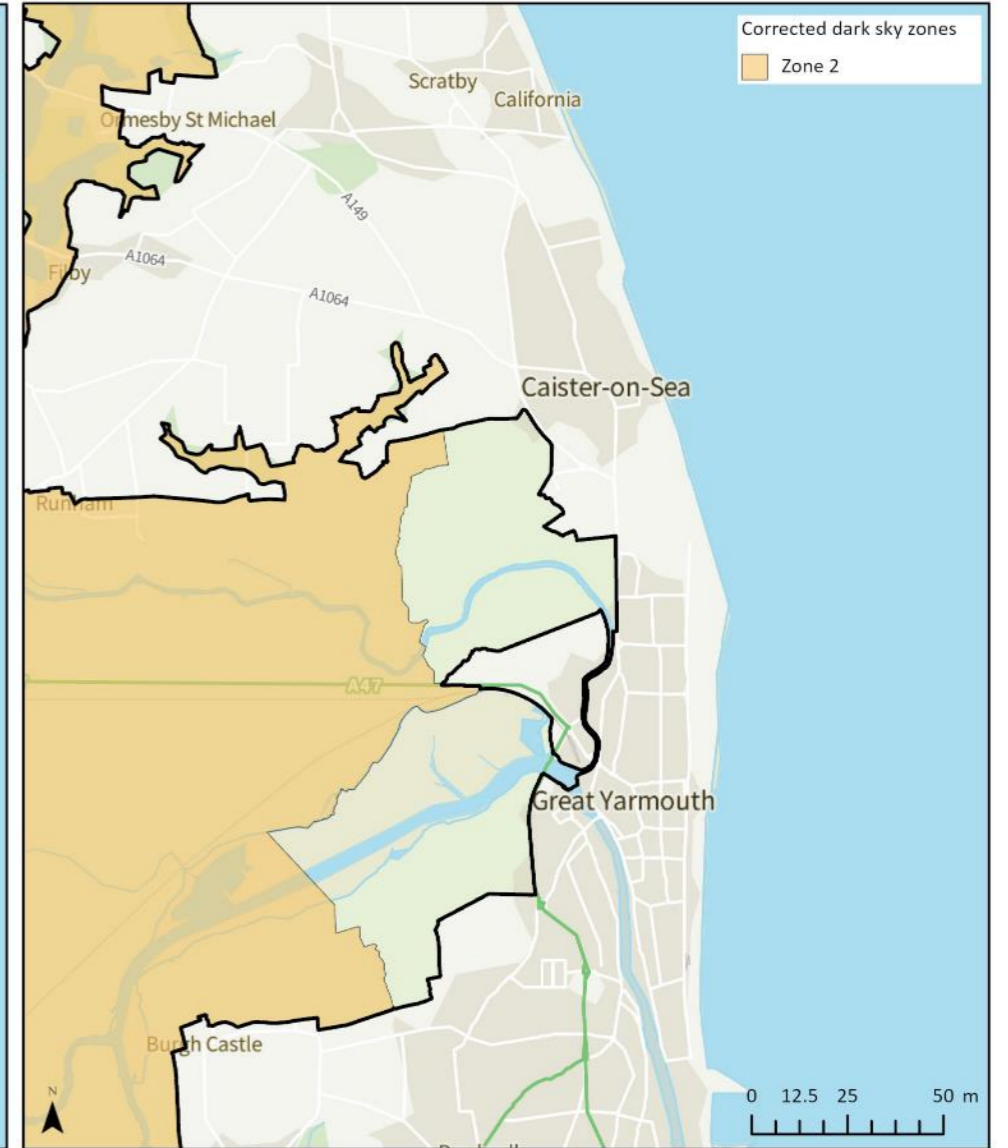 Corrected dark sky zones
Zone 2
Scratby
California
Ormesby St Michael
A149
A1064
Filby
A1064
Caister-on-Sea
Runham
A47
Great Yarmouth
Burgh Castle
N
0 12.5 25 50 m